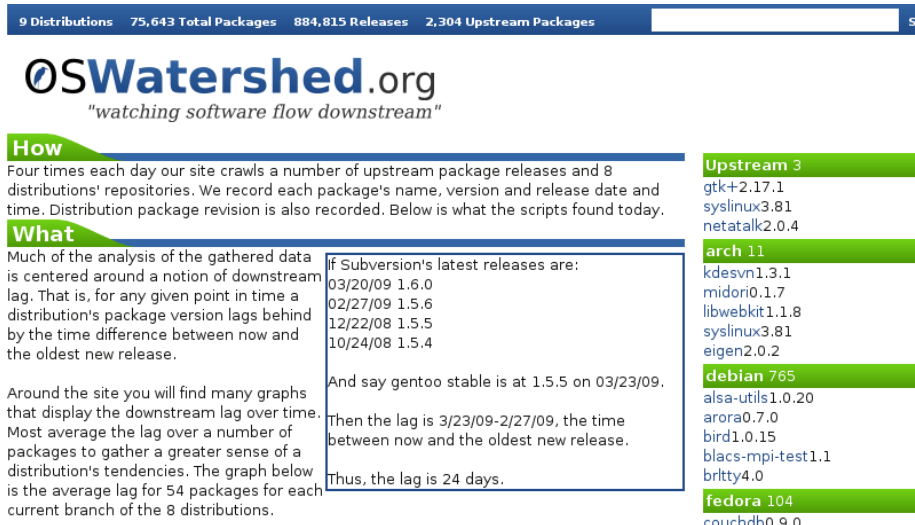 9 Distributions 75,643 Total Packages 884,815 Releases 2,304 Upstream Packages
OSWatershed.org
"watching software flow downstream"
How
Four times each day our site crawls a number of upstream package releases and 8
distributions' repositories. We record each package's name, version and release date and
time. Distribution package revision is also recorded. Below is what the scripts found today.
What
Much of the analysis of the gathered data
is centered around a notion of downstream
lag. That is, for any given point in time a
distribution's package version lags behind
by the time difference between now and
the oldest new release.
Around the site you will find many graphs
that display the downstream lag over time.
Most average the lag over a number of
packages to gather a greater sense of a
distribution's tendencies. The graph below
is the average lag for 54 packages for each
current branch of the 8 distributions.
If Subversion's latest releases are:
03/20/09 1.6.0
02/27/09 1.5.6
12/22/08 1.5.5
10/24/08 1.5.4
And say gentoo stable is at 1.5.5 on 03/23/09.
Then the lag is 3/23/09-2/27/09, the time
between now and the oldest new release.
Thus, the lag is 24 days.
Upstream 3
gtk+2.17.1
syslinux3.81
netatalk2.0.4
arch 11
kdesvn1.3.1
midori0.1.7
libwebkit1.1.8
syslinux3.81
eigen2.0.2
debian 765
alsa-utils1.0.20
arora0.7.0
bird1.0.15
blacs-mpi-test1.1
brltty4.0
fedora 104
couchdb0.9.0